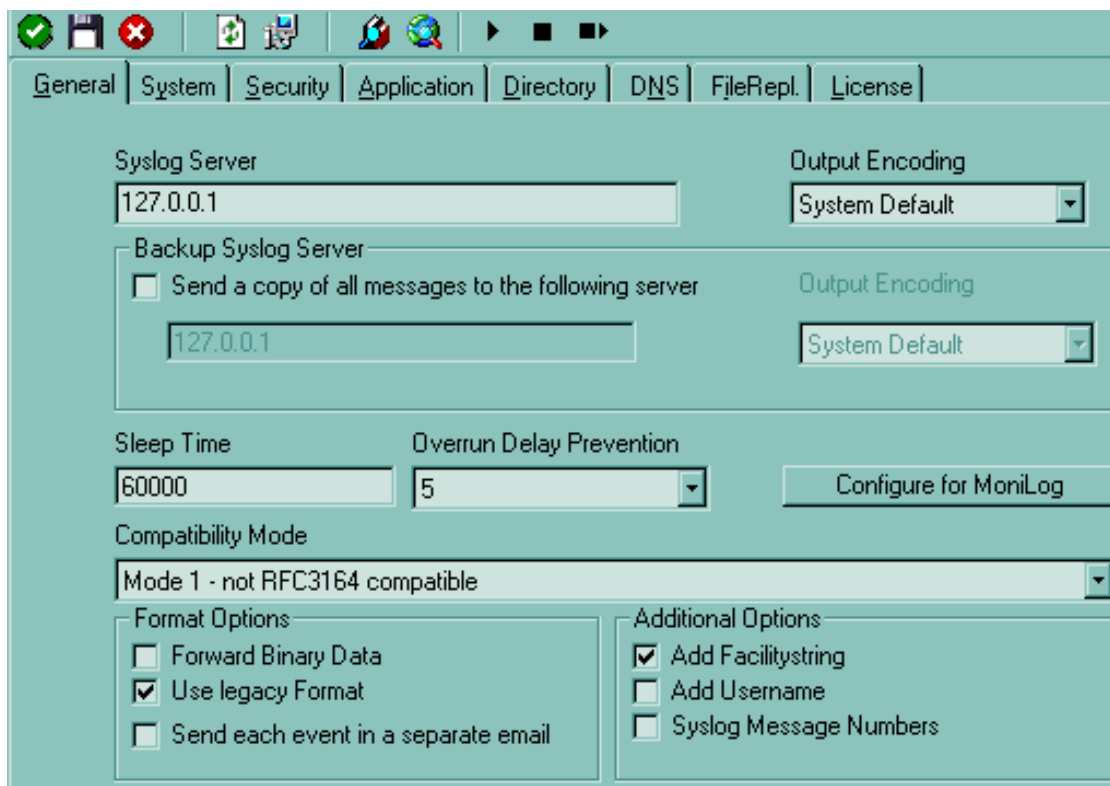 General System Security Application Directory DNS FileRepl. License
Syslog Server Output Encoding
127.0.0.1 System Default
Backup Syslog Server
Send a copy of all messages to the following server Output Encoding
127.0.0.1 System Default
Sleep Time Overrun Delay Prevention
60000 5 Configure for MoniLog
Compatibility Mode
Mode 1 - not RFC3164 compatible
Format Options Additional Options
Forward Binary Data Add Facilitystring
Use legacy Format Add Username
Send each event in a separate email Syslog Message Numbers